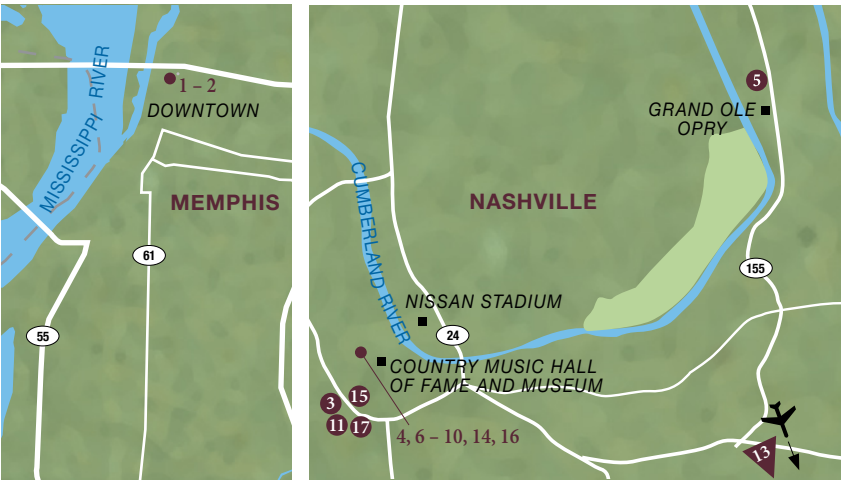 MISSISSIPPI RIVER
1 – 2
DOWNTOWN
MEMPHIS
61
55
5
GRAND OLE
OPRY
CUMBERLAND RIVER
NASHVILLE
155
NISSAN STADIUM
24
COUNTRY MUSIC HALL
OF FAME AND MUSEUM
3
15
11
17
4, 6 – 10, 14, 16
13